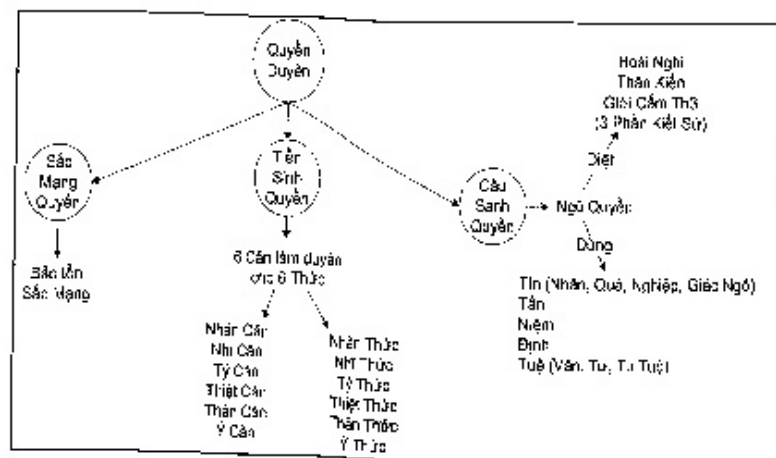 Quyền
Duyên
Sắc
Mạng
Quyền
Bảo tồn
Sắc Mạng
Tiền
Sinh
Quyền
6 Căn làm duyên
cho 6 Thức
Nhãn Căn
Nhĩ Căn
Tỷ Căn
Thiệt Căn
Thân Căn
Ý Căn
Nhãn Thức
Nhĩ Thức
Tỷ Thức
Thiệt Thức
Thân Thức
Ý Thức
Câu
Sanh
Quyền
Ngũ Quyền
Diệt
Hoài Nghi
Thân Kiến
Giới Cấm Thủ
(3 Phần Kiết Sử)
Dùng
Tín (Nhân, Quả, Nghiệp, Giác Ngộ)
Tấn
Niệm
Định
Tuệ (Văn, Tư, Tu Tuệ)